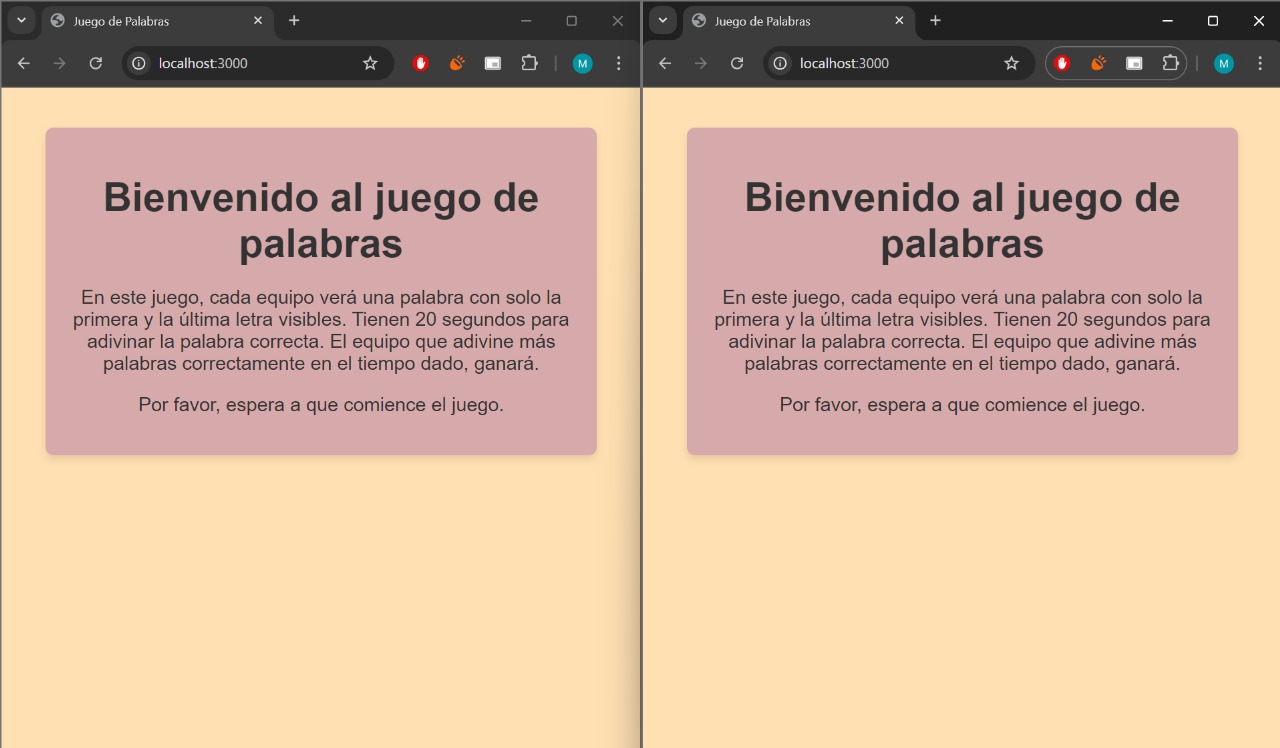 Juego de Palabras
localhost:3000
M
Bienvenido al juego de
palabras
En este juego, cada equipo verá una palabra con solo la
primera y la última letra visibles. Tienen 20 segundos para
adivinar la palabra correcta. El equipo que adivine más
palabras correctamente en el tiempo dado, ganará.
Por favor, espera a que comience el juego.
Juego de Palabras
localhost:3000
M
Bienvenido al juego de
palabras
En este juego, cada equipo verá una palabra con solo la
primera y la última letra visibles. Tienen 20 segundos para
adivinar la palabra correcta. El equipo que adivine más
palabras correctamente en el tiempo dado, ganará.
Por favor, espera a que comience el juego.